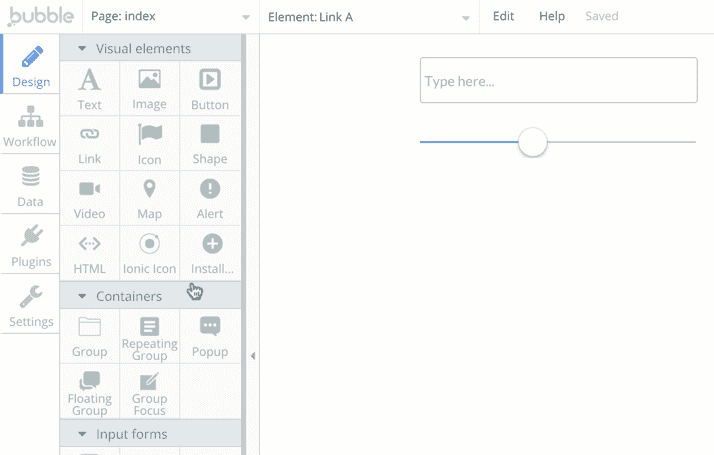 bubble
Page: index
Element: Link A
Edit
Help
Saved
Design
Workflow
Data
Plugins
Settings
Visual elements
Text
Image
Button
Link
Icon
Shape
Video
Map
Alert
HTML
Ionic Icon
Install...
Containers
Group
Repeating
Group
Popup
Floating
Group
Group
Focus
Input forms
Type here...